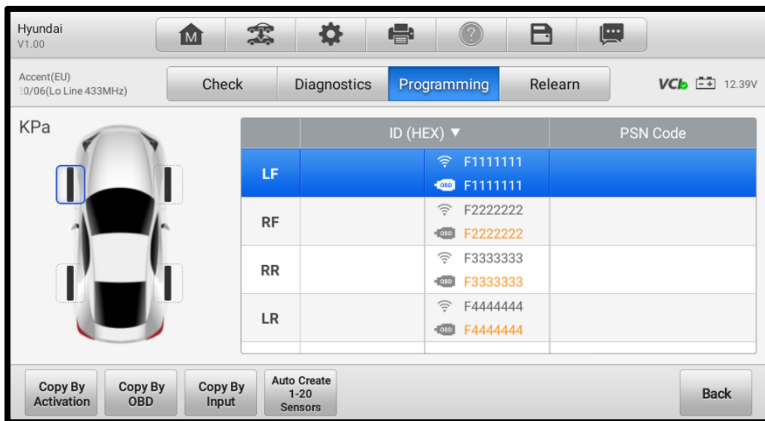 Hyundai
V1.00
M
?
Accent(EU)
:0/06(Lo Line 433MHz)
Check
Diagnostics
Programming
Relearn
VCI
12.39V
KPa
ID (HEX) ▼
PSN Code
LF
F1111111
OBD F1111111
RF
F2222222
OBD F2222222
RR
F3333333
OBD F3333333
LR
F4444444
OBD F4444444
Copy By
Activation
Copy By
OBD
Copy By
Input
Auto Create
1-20
Sensors
Back